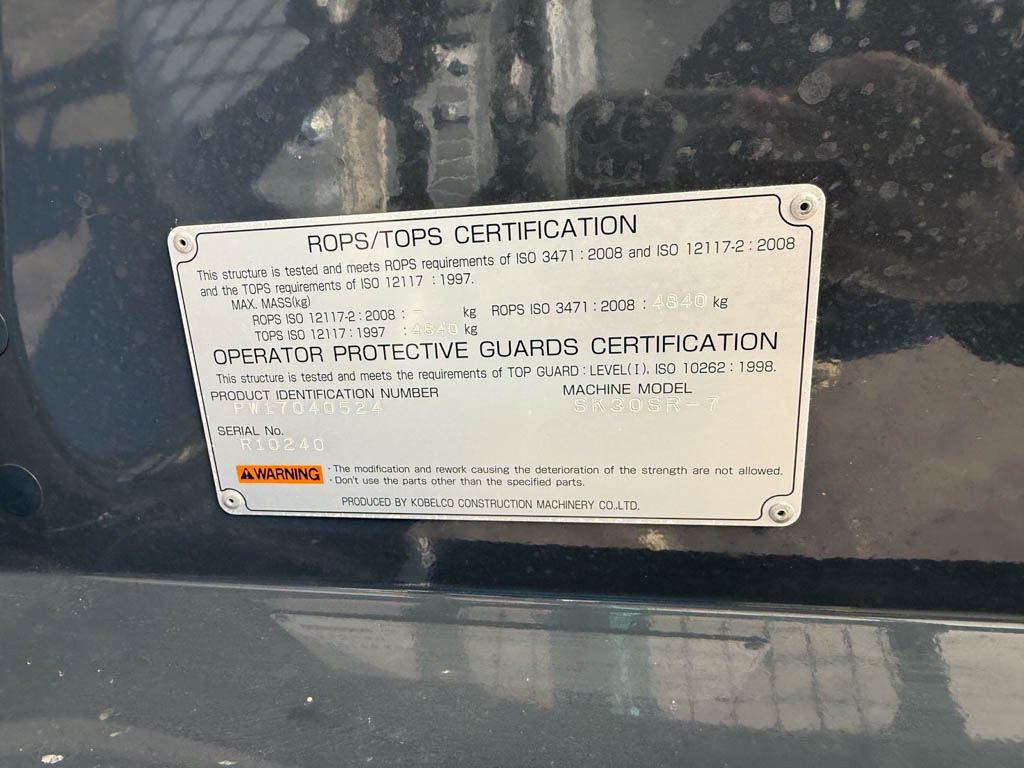 ROPS/TOPS CERTIFICATION
This structure is tested and meets ROPS requirements of ISO 3471 : 2008 and ISO 12117-2 : 2008
and the TOPS requirements of ISO 12117 : 1997.
MAX. MASS(kg)
ROPS ISO 12117-2 : 2008 : - kg ROPS ISO 3471 : 2008 : 4840 kg
TOPS ISO 12117 : 1997 : 4840 kg
OPERATOR PROTECTIVE GUARDS CERTIFICATION
This structure is tested and meets the requirements of TOP GUARD : LEVEL(I), ISO 10262 : 1998.
PRODUCT IDENTIFICATION NUMBER MACHINE MODEL
PW17040524 SK30SR-7
SERIAL No.
R10240
WARNING · The modification and rework causing the deterioration of the strength are not allowed.
· Don't use the parts other than the specified parts.
PRODUCED BY KOBELCO CONSTRUCTION MACHINERY CO.,LTD.